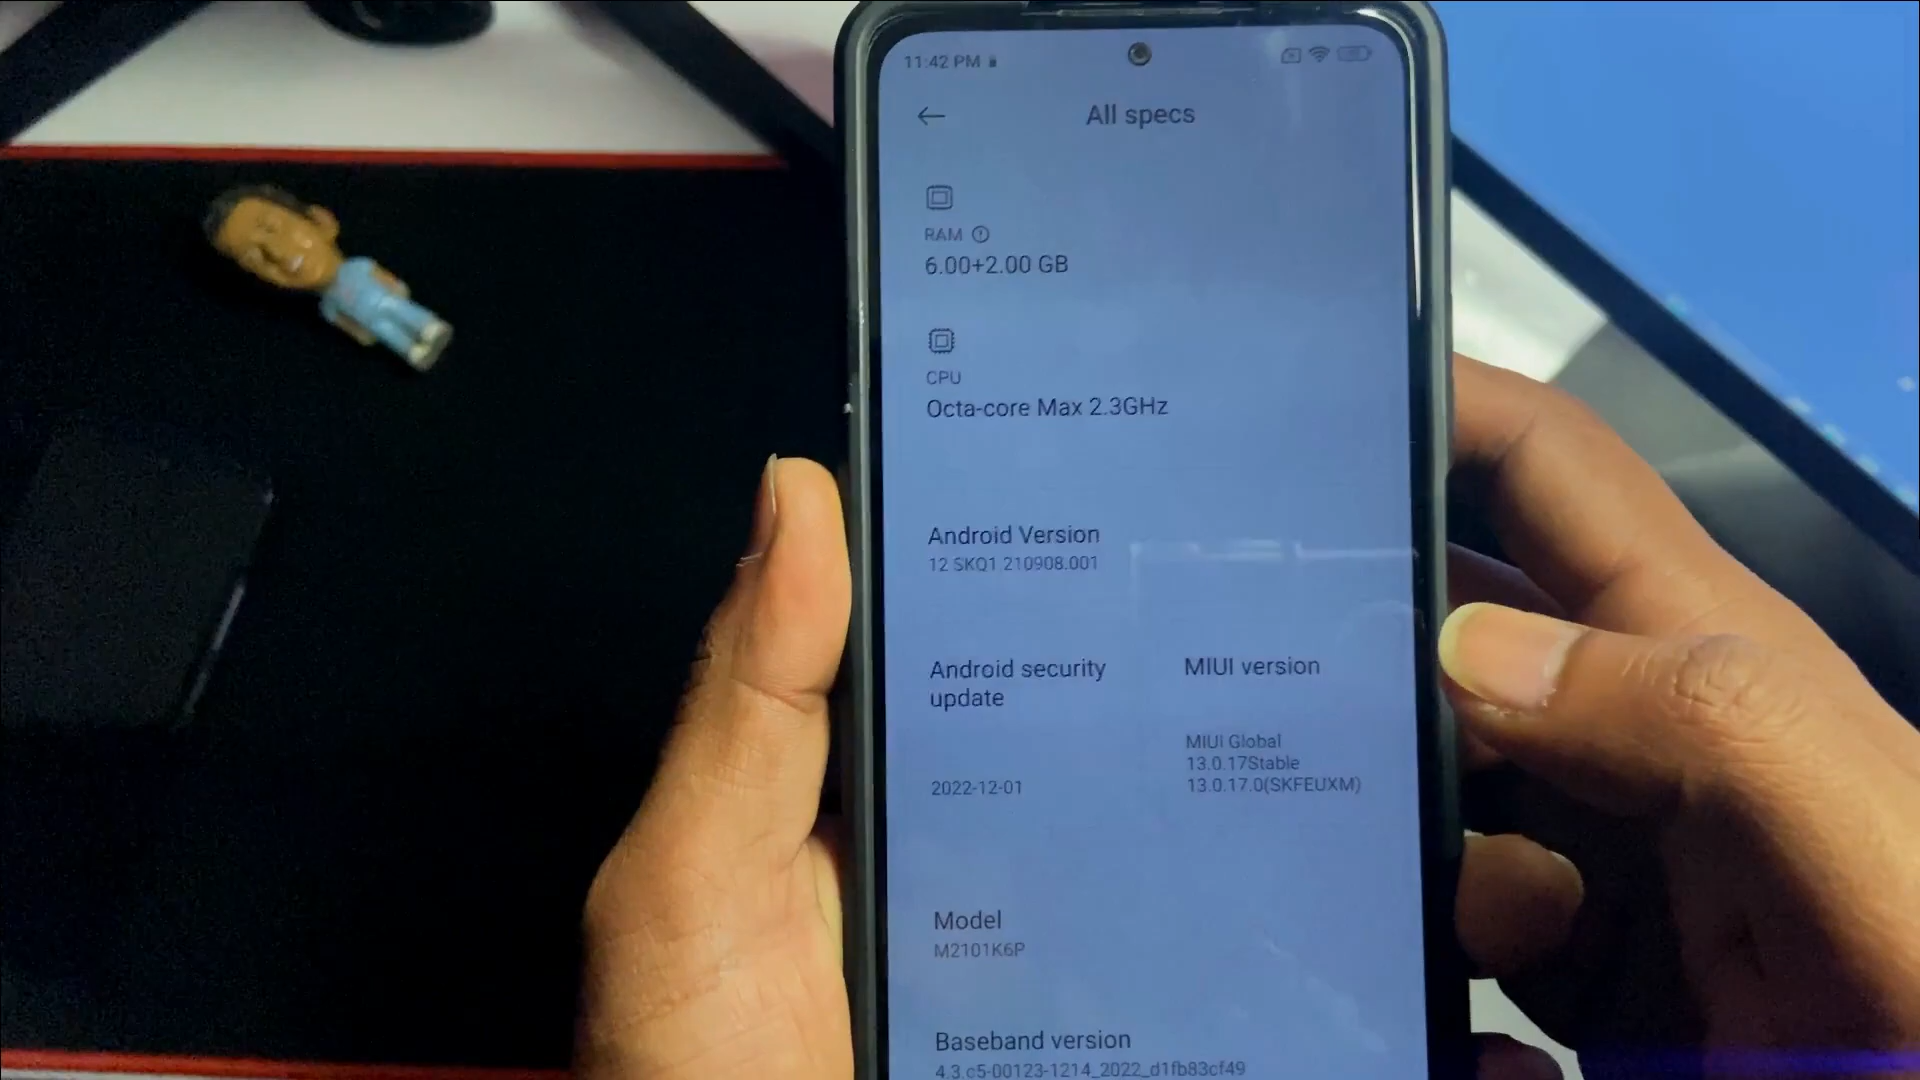 11:42 PM
All specs
RAM
6.00+2.00 GB
CPU
Octa-core Max 2.3GHz
Android Version
12 SKQ1 210908.001
Android security
update
2022-12-01
MIUI version
MIUI Global
13.0.17Stable
13.0.17.0(SKFEUXM)
Model
M2101K6P
Baseband version
4.3.c5-00123-1214_2022_d1fb83cf49